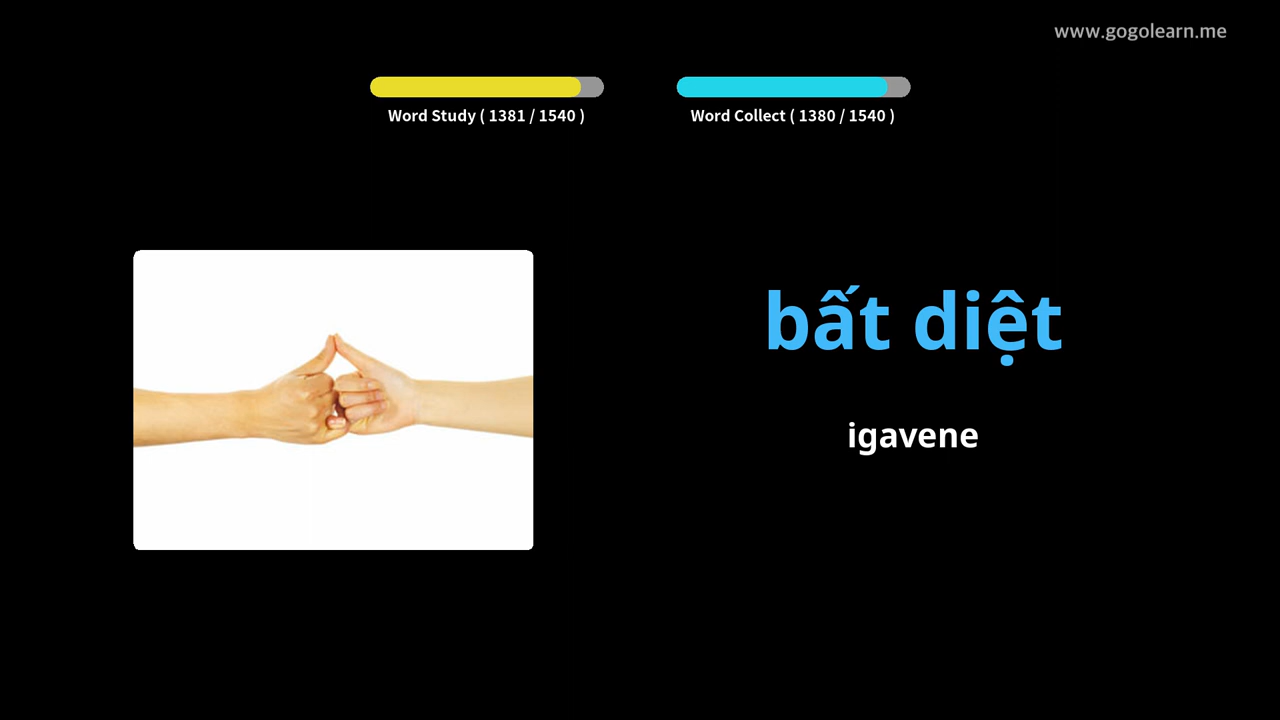 www.gogolearn.me
Word Study ( 1381 / 1540 )
Word Collect ( 1380 / 1540 )
bất diệt
igavene